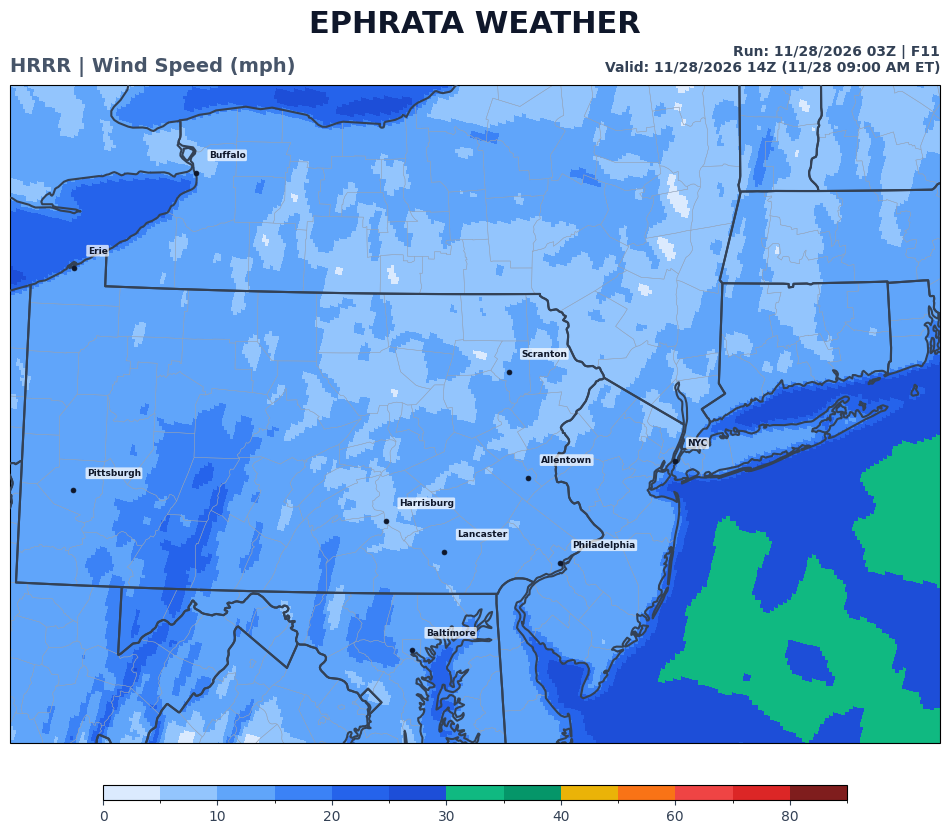 EPHRATA WEATHER
HRRR | Wind Speed (mph)
Run: 11/28/2026 03Z | F11
Valid: 11/28/2026 14Z (11/28 09:00 AM ET)
Buffalo
Erie
Scranton
NYC
Allentown
Pittsburgh
Harrisburg
Lancaster
Philadelphia
Baltimore
0 10 20 30 40 50 60 70 80